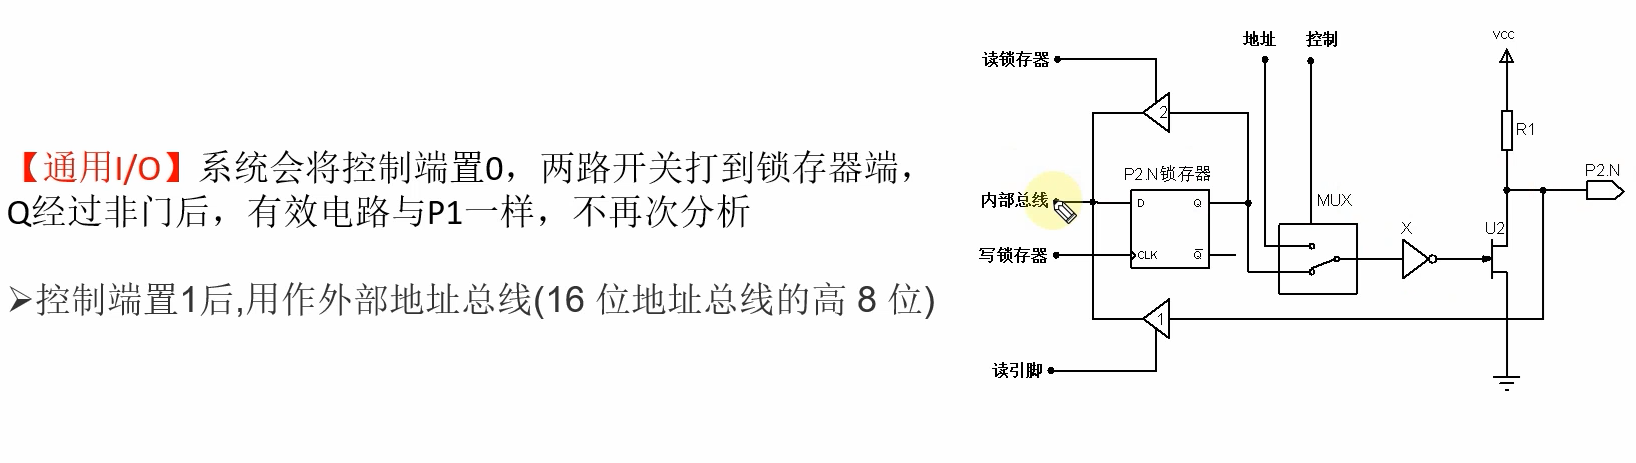 【通用I/O】系统会将控制端置0，两路开关打到锁存器端，
Q经过非门后，有效电路与P1一样，不再次分析
➢控制端置1后,用作外部地址总线(16 位地址总线的高 8 位)
地址 控制
VCC
读锁存器
2
R1
P2.N锁存器
P2.N
内部总线
D Q
MUX
X
U2
写锁存器
CLK Q̅
1
读引脚